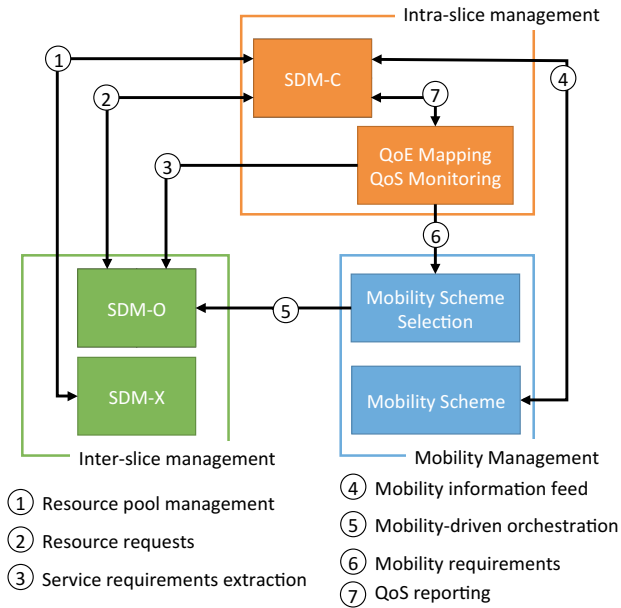 Intra-slice management
1
SDM-C
4
2
7
QoE Mapping
QoS Monitoring
3
6
SDM-O
5
Mobility Scheme
Selection
SDM-X
Mobility Scheme
Inter-slice management
Mobility Management
1 Resource pool management
2 Resource requests
3 Service requirements extraction
4 Mobility information feed
5 Mobility-driven orchestration
6 Mobility requirements
7 QoS reporting